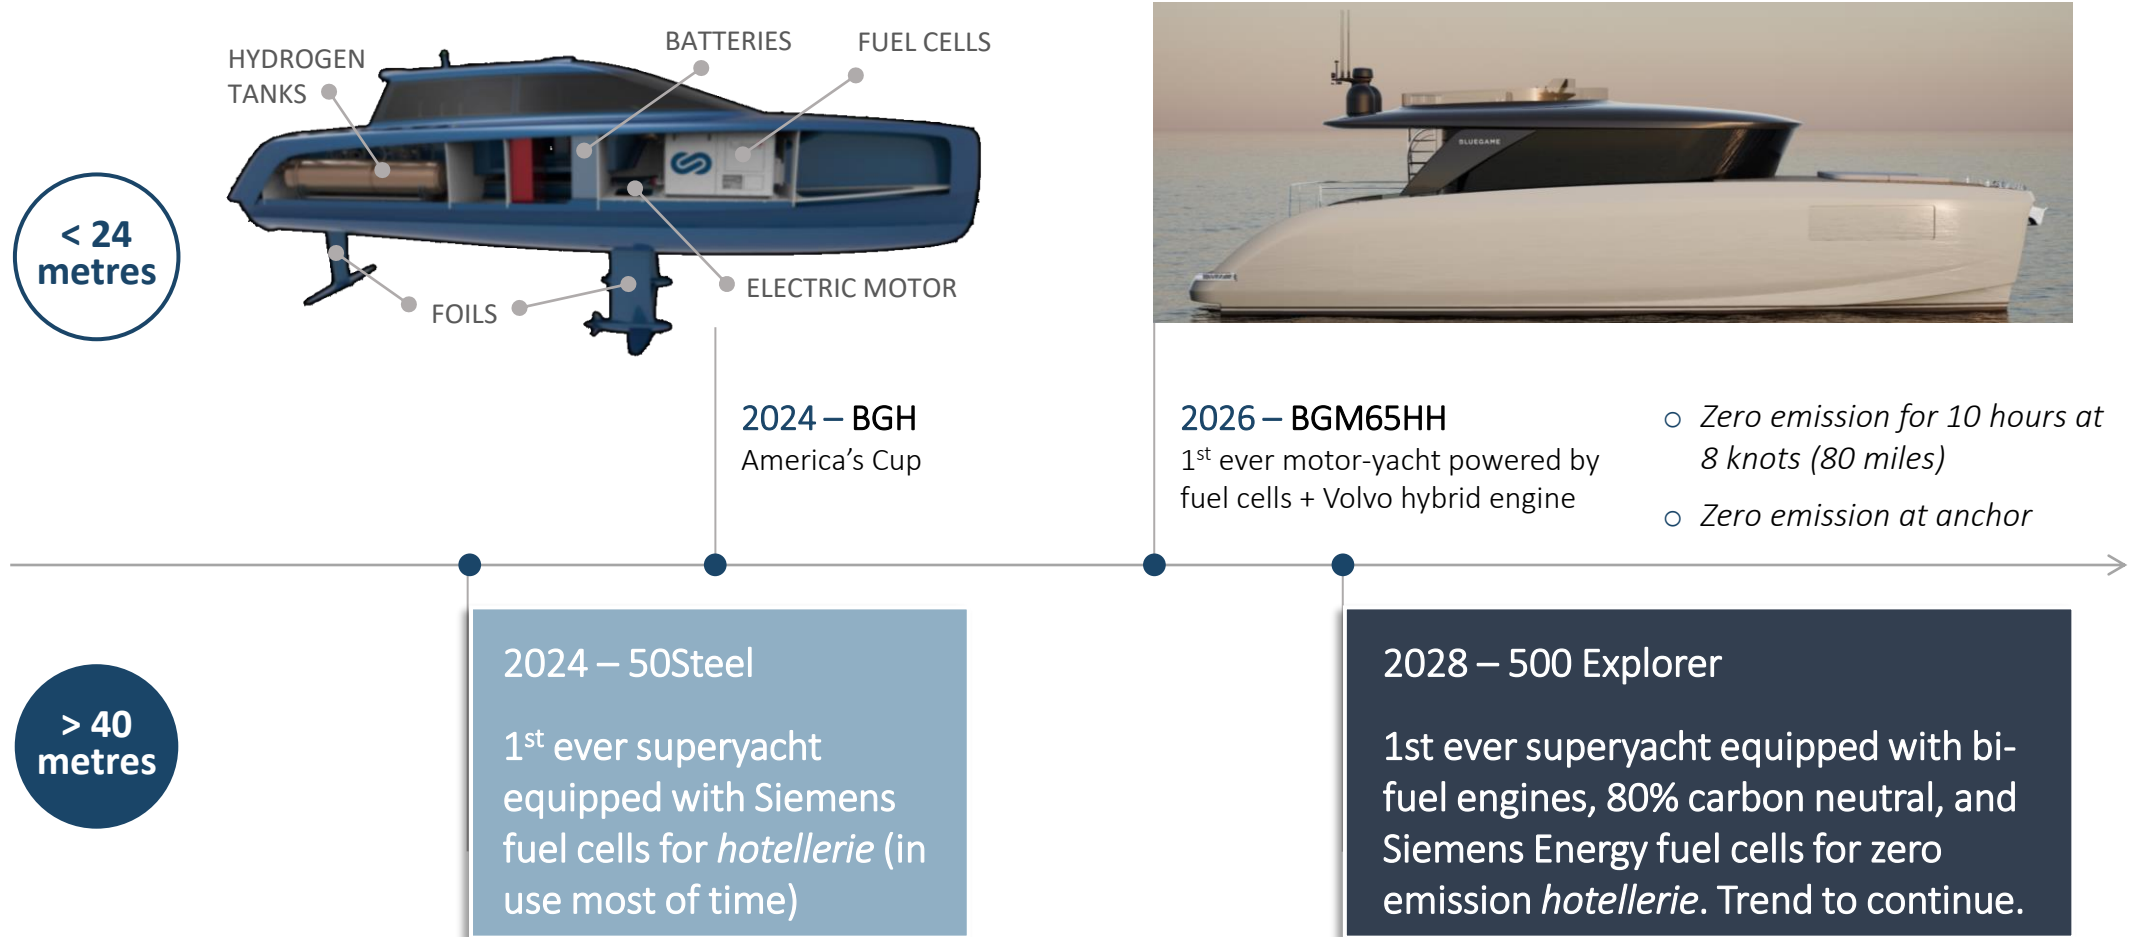 HYDROGEN
TANKS
BATTERIES
FUEL CELLS
FOILS
ELECTRIC MOTOR
BLUEGAME
< 24
metres
2024 – BGH
America’s Cup
2026 – BGM65HH
1st ever motor-yacht powered by
fuel cells + Volvo hybrid engine
Zero emission for 10 hours at
8 knots (80 miles)
Zero emission at anchor
> 40
metres
2024 – 50Steel
1st ever superyacht
equipped with Siemens
fuel cells for hotellerie (in
use most of time)
2028 – 500 Explorer
1st ever superyacht equipped with bi-
fuel engines, 80% carbon neutral, and
Siemens Energy fuel cells for zero
emission hotellerie. Trend to continue.